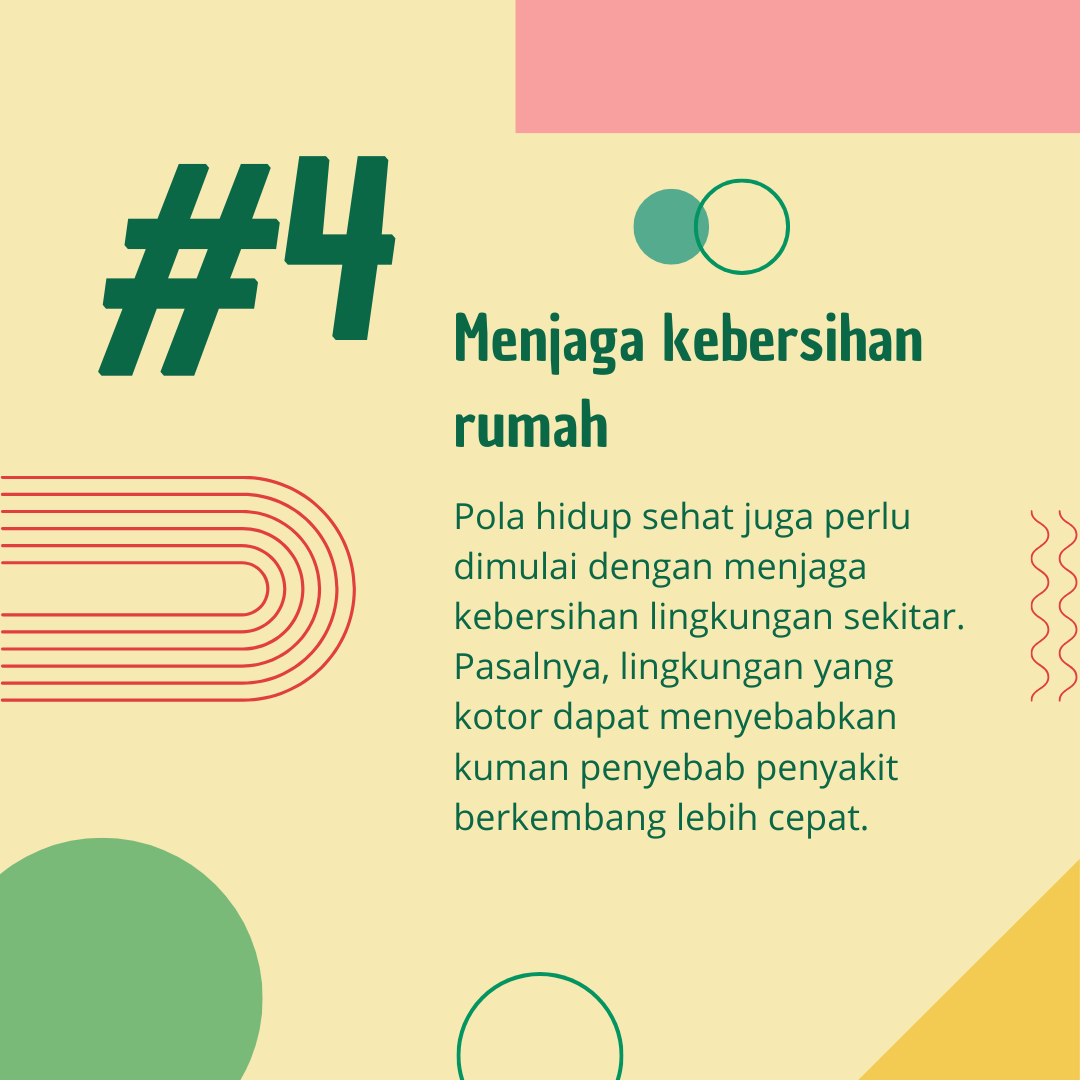 #4
Menjaga kebersihan
rumah
Pola hidup sehat juga perlu
dimulai dengan menjaga
kebersihan lingkungan sekitar.
Pasalnya, lingkungan yang
kotor dapat menyebabkan
kuman penyebab penyakit
berkembang lebih cepat.